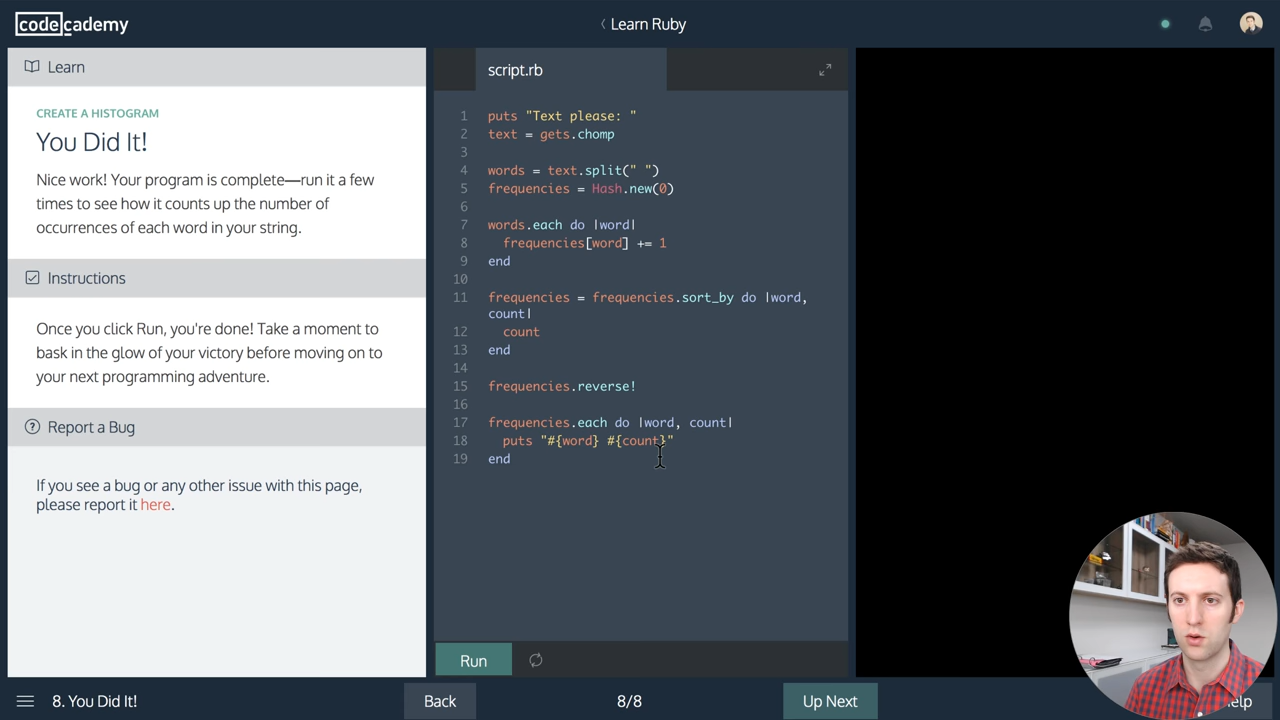 codecademy
Learn Ruby
Learn
CREATE A HISTOGRAM
You Did It!
Nice work! Your program is complete—run it a few
times to see how it counts up the number of
occurrences of each word in your string.
Instructions
Once you click Run, you're done! Take a moment to
bask in the glow of your victory before moving on to
your next programming adventure.
Report a Bug
If you see a bug or any other issue with this page,
please report it here.
script.rb
1 puts "Text please: "
2 text = gets.chomp
3
4 words = text.split(" ")
5 frequencies = Hash.new(0)
6
7 words.each do |word|
8 frequencies[word] += 1
9 end
10
11 frequencies = frequencies.sort_by do |word,
count|
12 count
13 end
14
15 frequencies.reverse!
16
17 frequencies.each do |word, count|
18 puts "#{word} #{count}"
19 end
Run
8. You Did It!
Back
8/8
Up Next